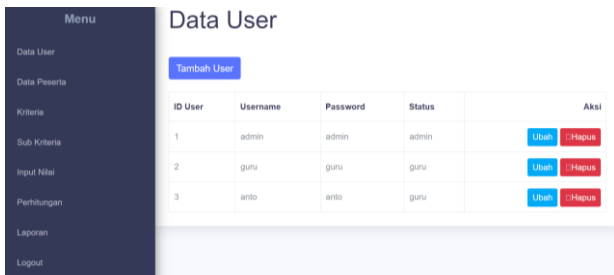 Menu
Data User
Data Peserta
Kriteria
Sub Kriteria
Input Nilai
Perhitungan
Laporan
Logout
Data User
Tambah User
ID User Username Password Status Aksi
1 admin admin admin Ubah Hapus
2 guru guru guru Ubah Hapus
3 anto anto guru Ubah Hapus